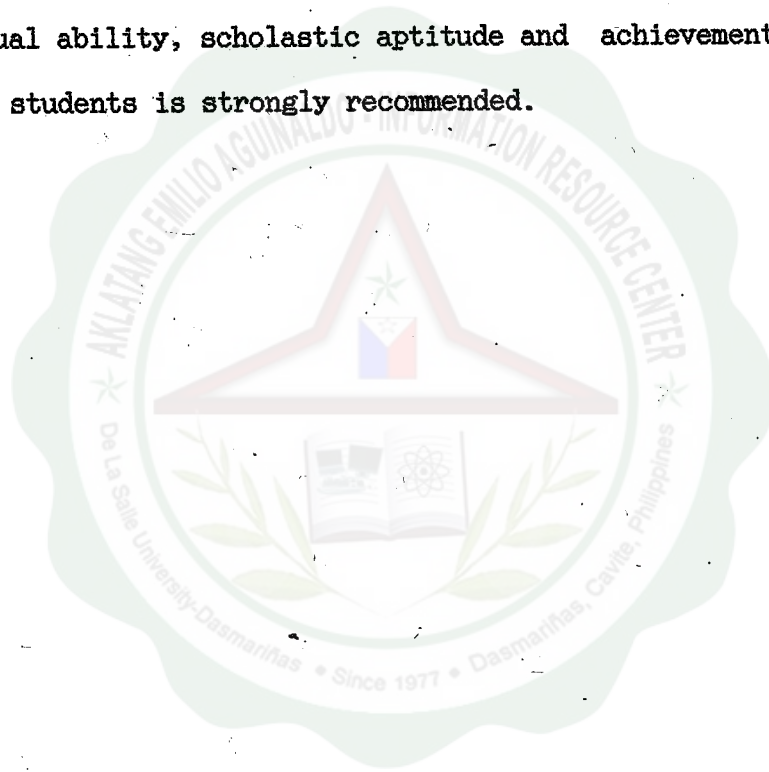 ual ability, scholastic aptitude and achievement
students is strongly recommended.
AKLATANG EMILIO AGUINALDO - INFORMATION RESOURCE CENTER
De La Salle University-Dasmariñas • Since 1977 • Dasmariñas, Cavite, Philippines